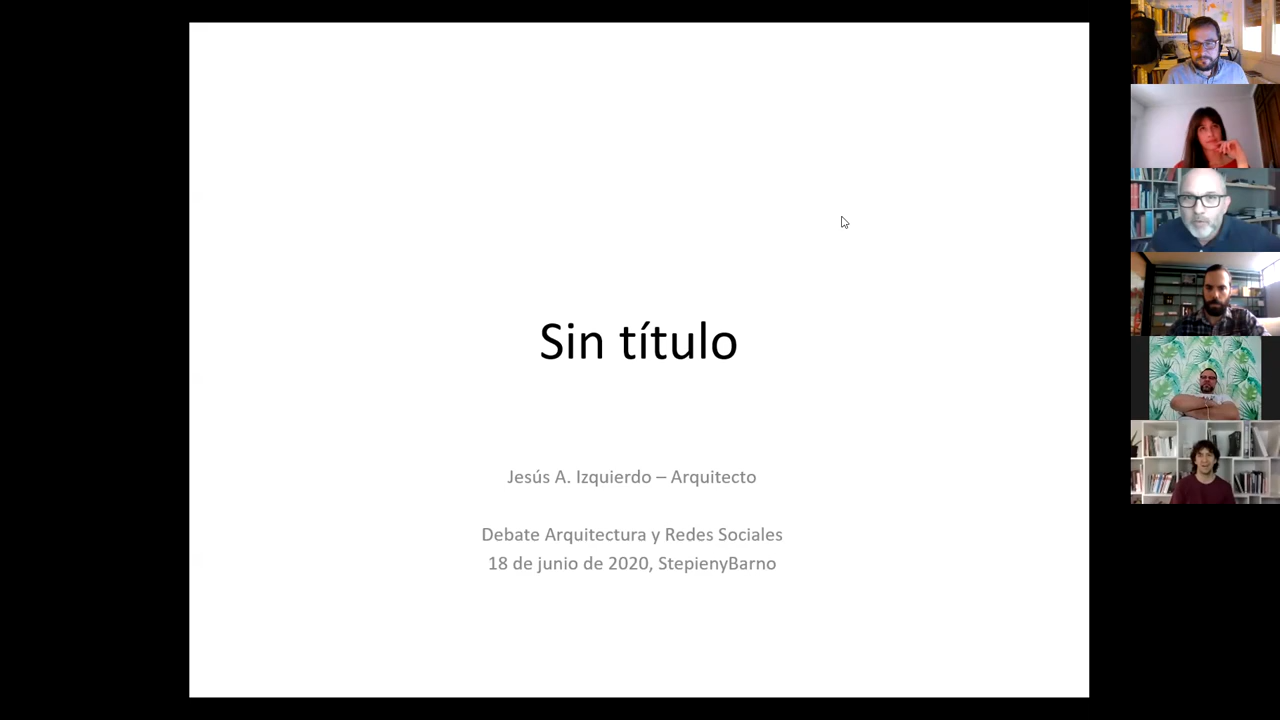 Sin título
Jesús A. Izquierdo – Arquitecto
Debate Arquitectura y Redes Sociales
18 de junio de 2020, StepienyBarno